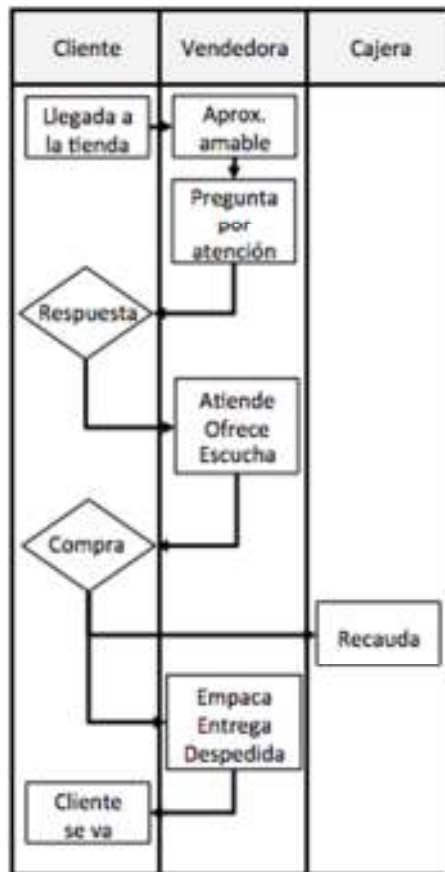 Cliente
Vendedora
Cajera
Llegada a
la tienda
Aprox.
amable
Pregunta
por
atención
Respuesta
Atiende
Ofrece
Escucha
Compra
Recauda
Empaca
Entrega
Despedida
Cliente
se va